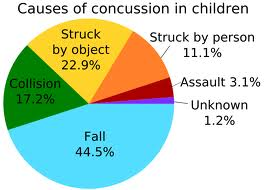 Causes of concussion in children
Struck
by object
22.9%
Struck by person
11.1%
Collision
17.2%
Assault 3.1%
Unknown
1.2%
Fall
44.5%